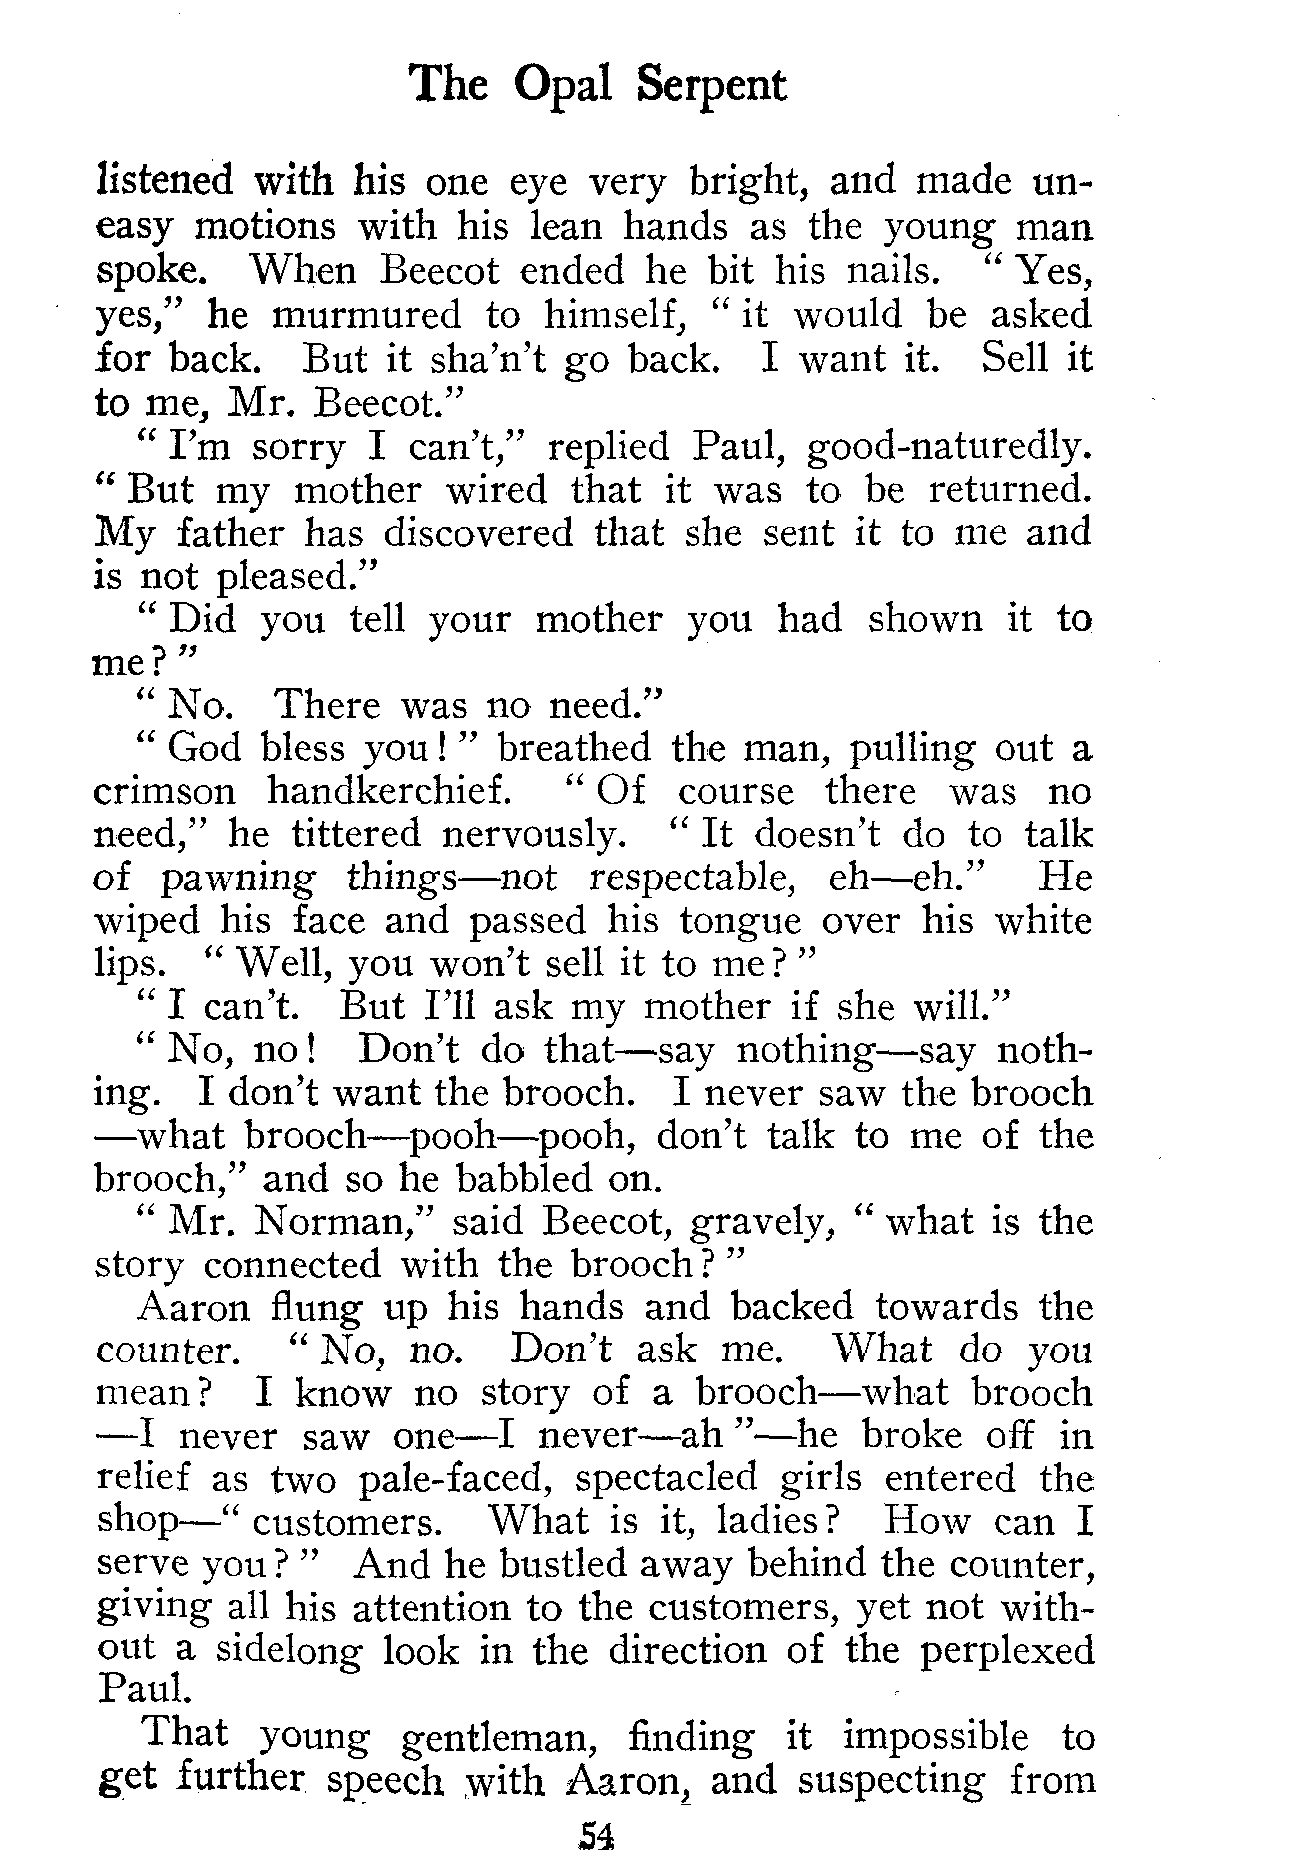 The Opal Serpent
listened with his one eye very bright, and made un-
easy motions with his lean hands as the young man
spoke. When Beecot ended he bit his nails. “ Yes,
yes,” he murmured to himself, “ it would be asked
for back. But it sha’n’t go back. I want it. Sell it
to me, Mr. Beecot.”
“ I’m sorry I can’t,” replied Paul, good-naturedly.
“ But my mother wired that it was to be returned.
My father has discovered that she sent it to me and
is not pleased.”
“ Did you tell your mother you had shown it to
me? ”
“ No. There was no need.”
“ God bless you! ” breathed the man, pulling out a
crimson handkerchief. “ Of course there was no
need,” he tittered nervously. “ It doesn’t do to talk
of pawning things—not respectable, eh—eh.” He
wiped his face and passed his tongue over his white
lips. “ Well, you won’t sell it to me? ”
“ I can’t. But I’ll ask my mother if she will.”
“ No, no! Don’t do that—say nothing—say noth-
ing. I don’t want the brooch. I never saw the brooch
—what brooch—pooh—pooh, don’t talk to me of the
brooch,” and so he babbled on.
“ Mr. Norman,” said Beecot, gravely, “ what is the
story connected with the brooch? ”
Aaron flung up his hands and backed towards the
counter. “ No, no. Don’t ask me. What do you
mean? I know no story of a brooch—what brooch
—I never saw one—I never—ah ”—he broke off in
relief as two pale-faced, spectacled girls entered the
shop—“ customers. What is it, ladies? How can I
serve you? ” And he bustled away behind the counter,
giving all his attention to the customers, yet not with-
out a sidelong look in the direction of the perplexed
Paul.
That young gentleman, finding it impossible to
get further speech with Aaron, and suspecting from
54